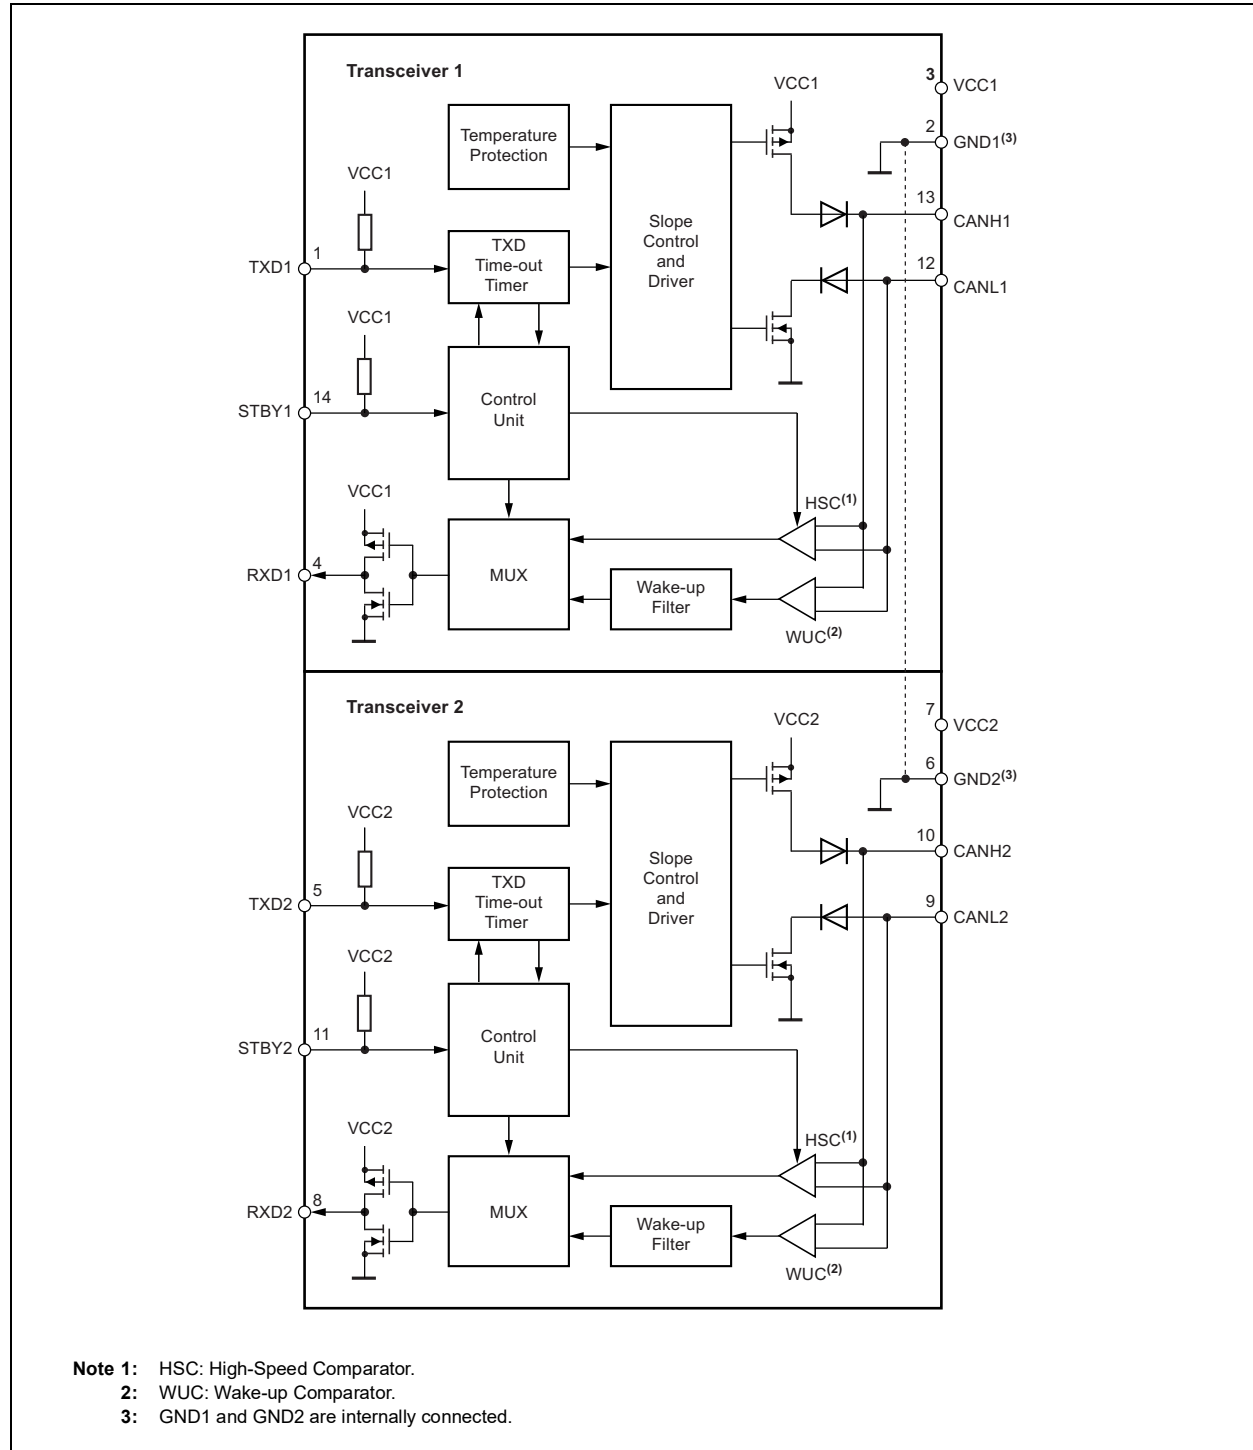 Transceiver 1
3
VCC1
VCC1
2
GND1(3)
Temperature
Protection
VCC1
13
CANH1
Slope
Control
and
Driver
TXD
Time-out
Timer
1
TXD1
12
CANL1
VCC1
14
STBY1
Control
Unit
VCC1
HSC(1)
4
RXD1
MUX
Wake-up
Filter
WUC(2)
Transceiver 2
7
VCC2
VCC2
6
GND2(3)
Temperature
Protection
VCC2
10
CANH2
Slope
Control
and
Driver
TXD
Time-out
Timer
5
TXD2
9
CANL2
VCC2
11
STBY2
Control
Unit
VCC2
HSC(1)
8
RXD2
MUX
Wake-up
Filter
WUC(2)
Note 1: HSC: High-Speed Comparator.
2: WUC: Wake-up Comparator.
3: GND1 and GND2 are internally connected.